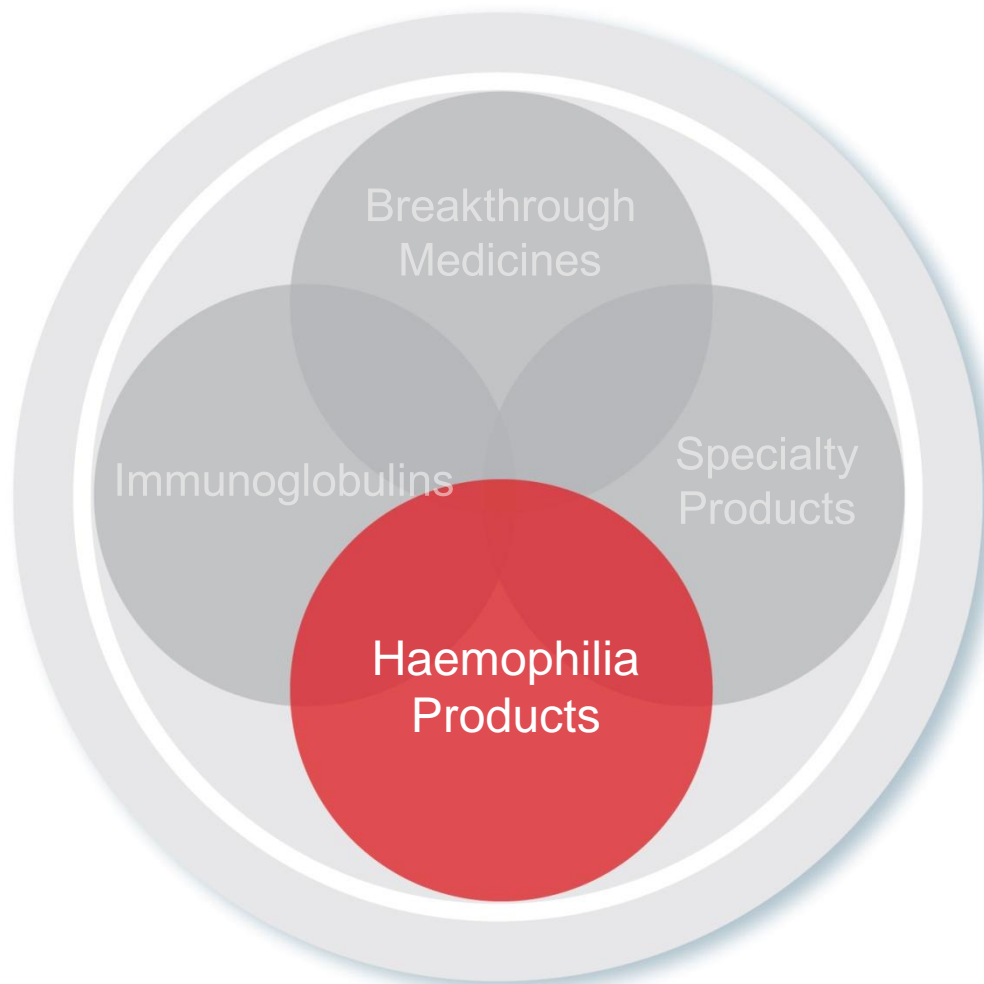 Breakthrough
Medicines
Immunoglobulins
Specialty
Products
Haemophilia
Products